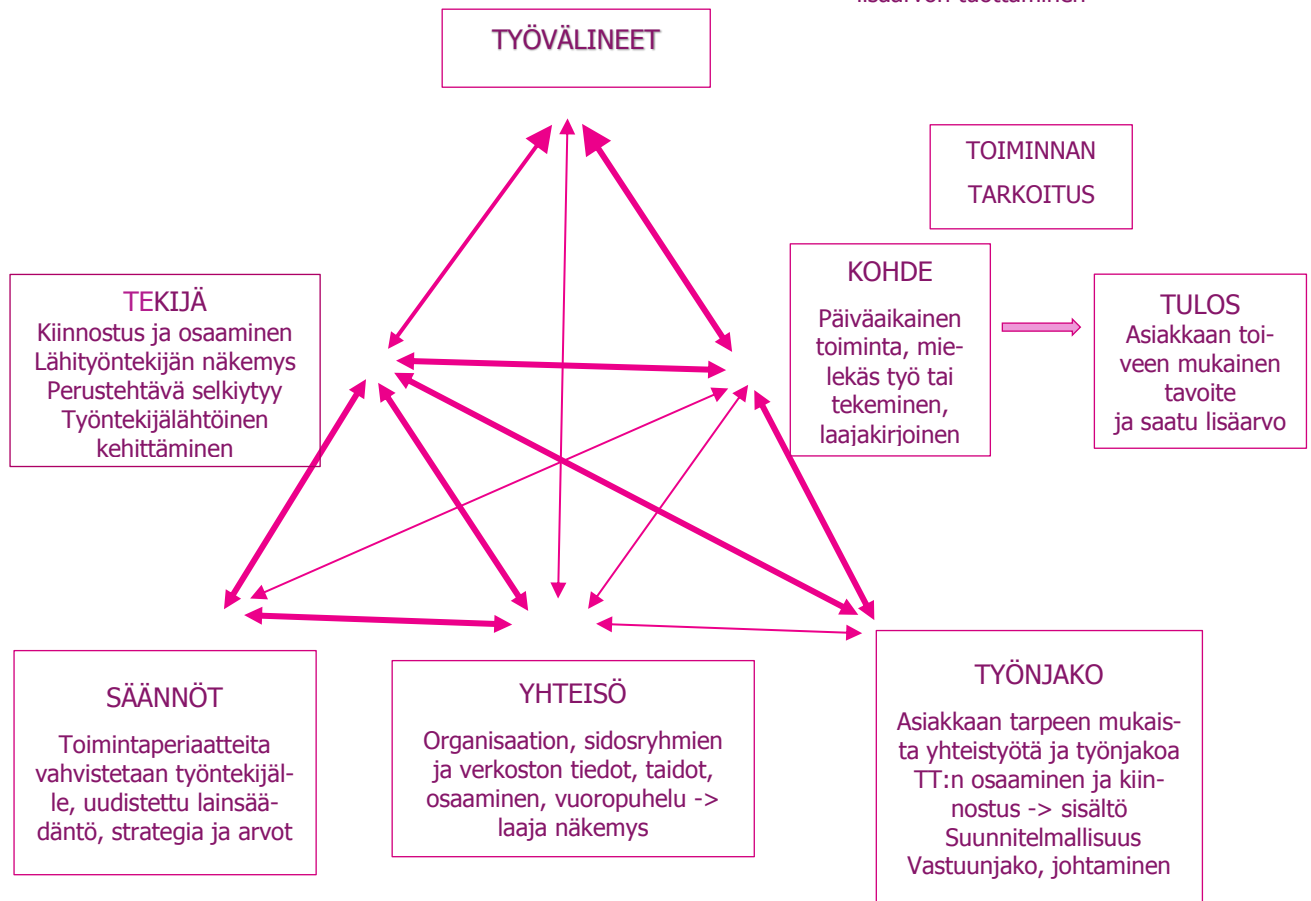 TYÖVÄLINEET
TOIMINNAN
TARKOITUS
TEKIJÄ
Kiinnostus ja osaaminen
Lähityöntekijän näkemys
Perustehtävä selkiytyy
Työntekijälähtöinen
kehittäminen
KOHDE
Päiväaikainen
toiminta, mie-
lekäs työ tai
tekeminen,
laajakirjoinen
TULOS
Asiakkaan toi-
veen mukainen
tavoite
ja saatu lisäarvo
SÄÄNNÖT
Toimintaperiaatteita
vahvistetaan työntekijäl-
le, uudistettu lainsää-
däntö, strategia ja arvot
YHTEISÖ
Organisaation, sidosryhmien
ja verkoston tiedot, taidot,
osaaminen, vuoropuhelu ->
laaja näkemys
TYÖNJAKO
Asiakkaan tarpeen mukais-
ta yhteistyötä ja työnjakoa
TT:n osaaminen ja kiin-
nostus -> sisältö
Suunnitelmallisuus
Vastuunjako, johtaminen